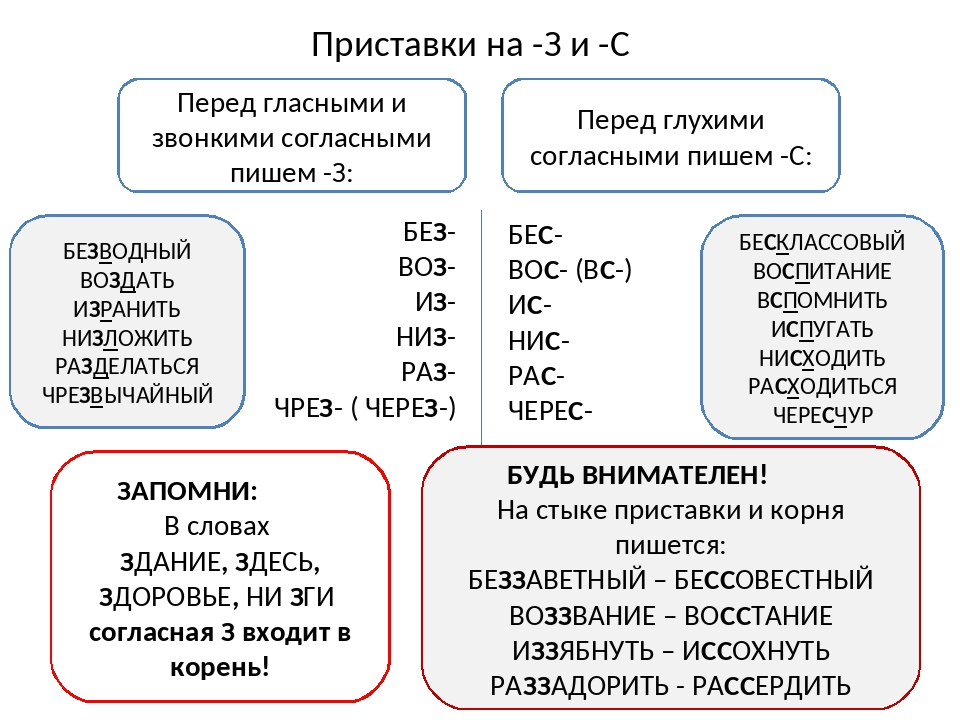 Приставки на -З и -С
Перед гласными и
звонкими согласными
пишем -З:
Перед глухими
согласными пишем -С:
БЕЗВОДНЫЙ
ВОЗДАТЬ
ИЗРАНИТЬ
НИЗЛОЖИТЬ
РАЗДЕЛАТЬСЯ
ЧРЕЗВЫЧАЙНЫЙ
БЕЗ-
ВОЗ-
ИЗ-
НИЗ-
РАЗ-
ЧРЕЗ- ( ЧЕРЕЗ-)
БЕС-
ВОС- (ВС-)
ИС-
НИС-
РАС-
ЧЕРЕС-
БЕСКЛАССОВЫЙ
ВОСПИТАНИЕ
ВСПОМНИТЬ
ИСПУГАТЬ
НИСХОДИТЬ
РАСХОДИТЬСЯ
ЧЕРЕСЧУР
ЗАПОМНИ:
В словах
ЗДАНИЕ, ЗДЕСЬ,
ЗДОРОВЬЕ, НИ ЗГИ
согласная З входит в
корень!
БУДЬ ВНИМАТЕЛЕН!
На стыке приставки и корня
пишется:
БЕЗЗАВЕТНЫЙ – БЕССОВЕСТНЫЙ
ВОЗЗВАНИЕ – ВОССТАНИЕ
ИЗЗЯБНУТЬ – ИССОХНУТЬ
РАЗЗАДОРИТЬ - РАССЕРДИТЬ